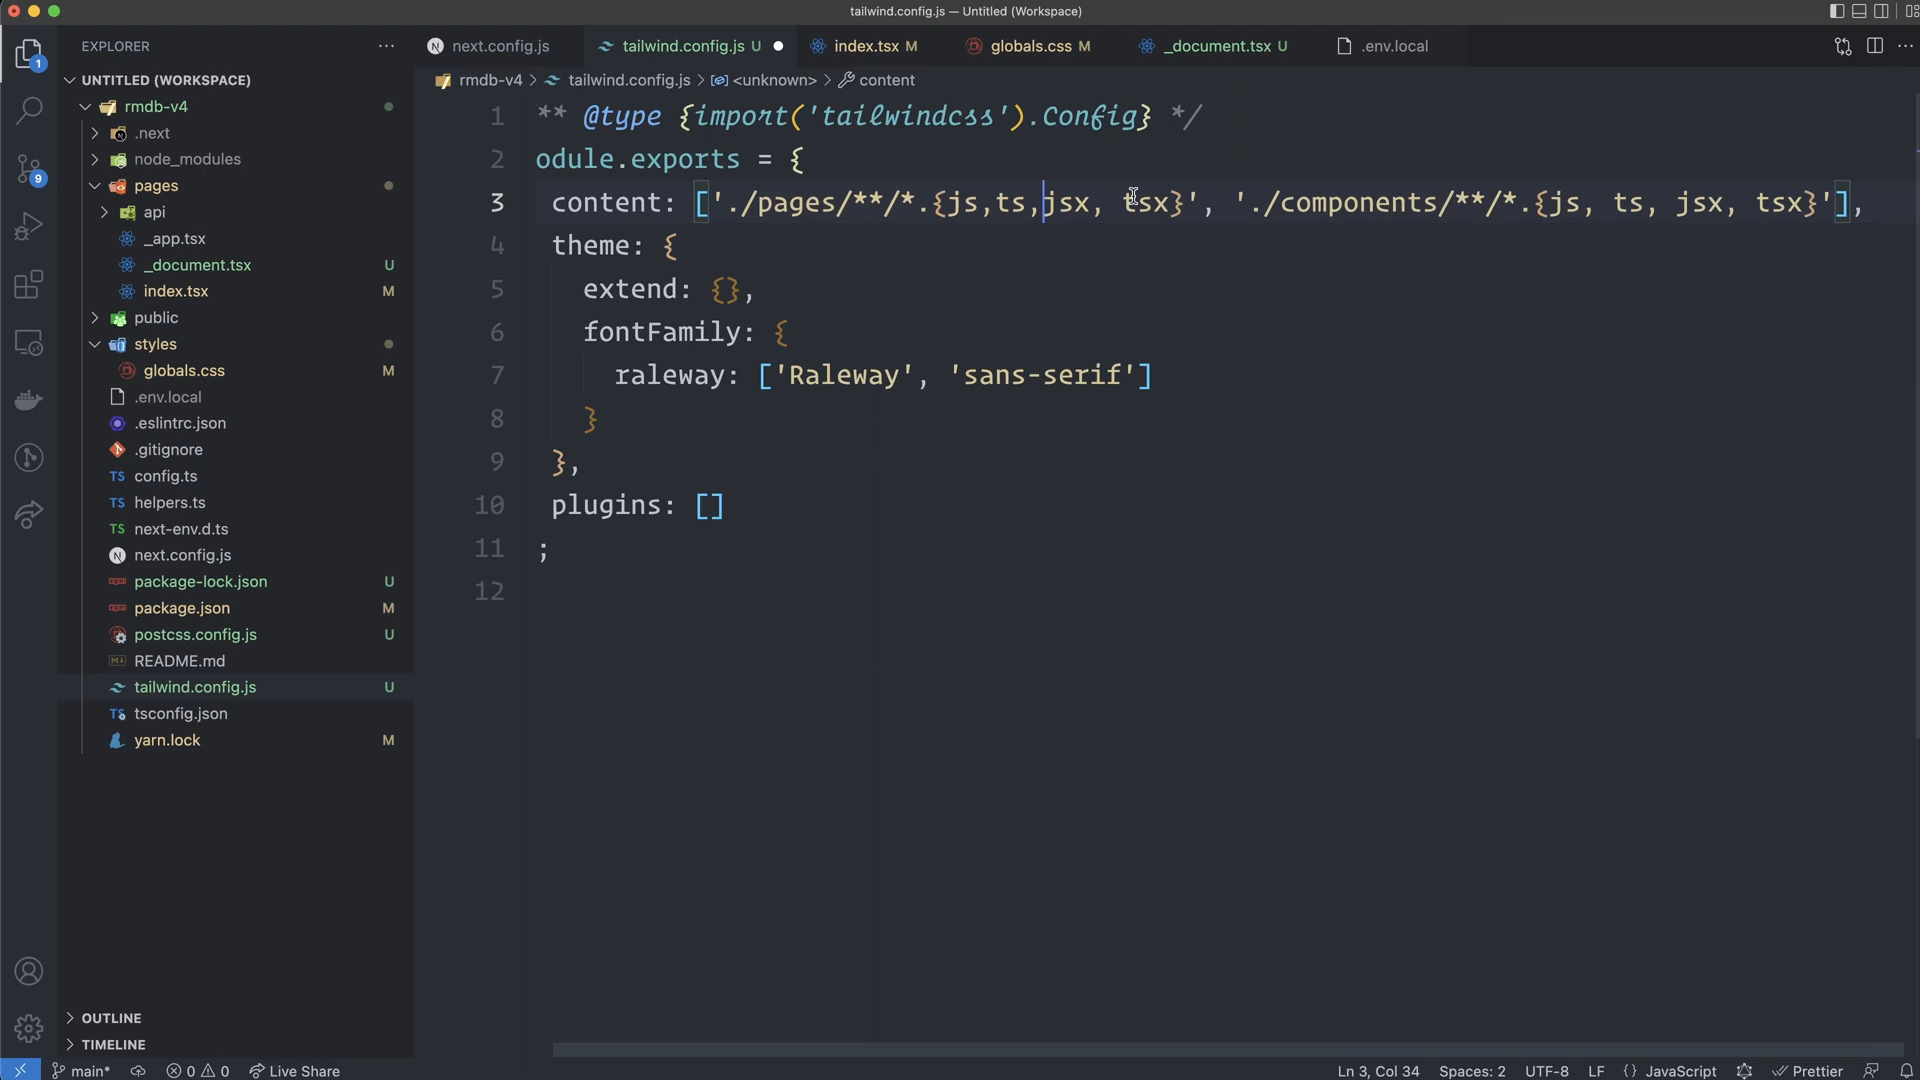 tailwind.config.js — Untitled (Workspace)
EXPLORER
next.config.js
tailwind.config.js U
index.tsx M
globals.css M
_document.tsx U
.env.local
UNTITLED (WORKSPACE)
rmdb-v4 > tailwind.config.js > <unknown> > content
rmdb-v4
.next
node_modules
pages
api
_app.tsx
_document.tsx U
index.tsx M
public
styles
globals.css M
.env.local
.eslintrc.json
.gitignore
TS config.ts
TS helpers.ts
TS next-env.d.ts
next.config.js
package-lock.json U
package.json M
postcss.config.js U
README.md
tailwind.config.js U
TS tsconfig.json
yarn.lock M
OUTLINE
TIMELINE
1
9
1 ** @type {import('tailwindcss').Config} */
2 odule.exports = {
3 content: ['./pages/**/*.{js,ts,jsx, tsx}', './components/**/*.{js, ts, jsx, tsx}'],
4 theme: {
5 extend: {},
6 fontFamily: {
7 raleway: ['Raleway', 'sans-serif']
8 }
9 },
10 plugins: []
11 ;
12
main* 0 0 Live Share
Ln 3, Col 34 Spaces: 2 UTF-8 LF {} JavaScript Prettier